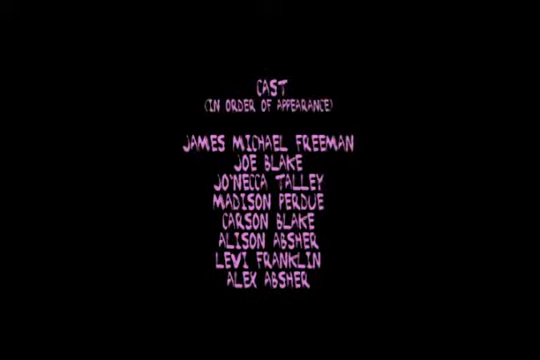 CAST
(IN ORDER OF APPEARANCE)
JAMES MICHAEL FREEMAN
JOE BLAKE
JO'NECCA TALLEY
MADISON PERDUE
CARSON BLAKE
ALISON ABSHER
LEVI FRANKLIN
ALEX ABSHER